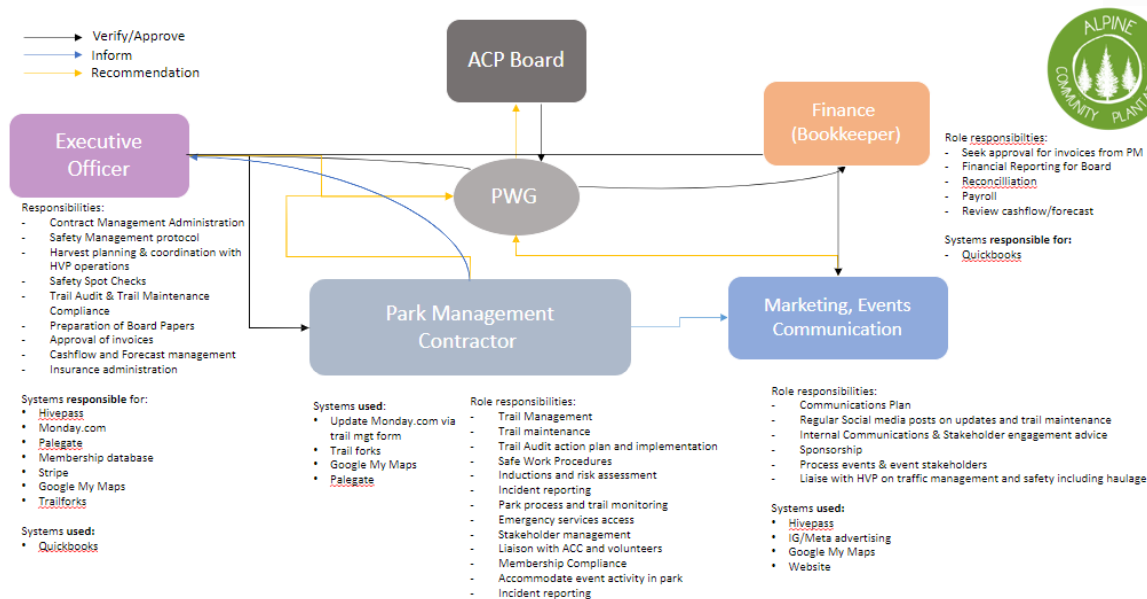 Verify/Approve
Inform
Recommendation
ACP Board
ALPINE
COMMUNITY
Finance
(Bookkeeper)
Executive
Officer
PWG
Role responsibilties:
- Seek approval for invoices from PM
- Financial Reporting for Board
- Reconcilliation
- Payroll
- Review cashflow/forecast
Systems responsible for:
- Quickbooks
Responsibilities:
- Contract Management Administration
- Safety Management protocol
- Harvest planning & coordination with
HVP operations
- Safety Spot Checks
- Trail Audit & Trail Maintenance
Compliance
- Preparation of Board Papers
- Approval of invoices
- Cashflow and Forecast management
- Insurance administration
Systems responsible for:
• Hivepass
• Monday.com
• Palegate
• Membership database
• Stripe
• Google My Maps
• Trailforks
Systems used:
• Quickbooks
Park Management
Contractor
Marketing, Events
Communication
Systems used:
• Update Monday.com via
trail mgt form
• Trail forks
• Google My Maps
• Palegate
Role responsibilities:
- Trail Management
- Trail maintenance
- Trail Audit action plan and implementation
- Safe Work Procedures
- Inductions and risk assessment
- Incident reporting
- Park process and trail monitoring
- Emergency services access
- Stakeholder management
- Liaison with ACC and volunteers
- Membership Compliance
- Accommodate event activity in park
- Incident reporting
Role responsibilities:
- Communications Plan
- Regular Social media posts on updates and trail maintenance
- Internal Communications & Stakeholder engagement advice
- Sponsorship
- Process events & event stakeholders
- Liaise with HVP on traffic management and safety including haulage
Systems used:
• Hivepass
• IG/Meta advertising
• Google My Maps
• Website